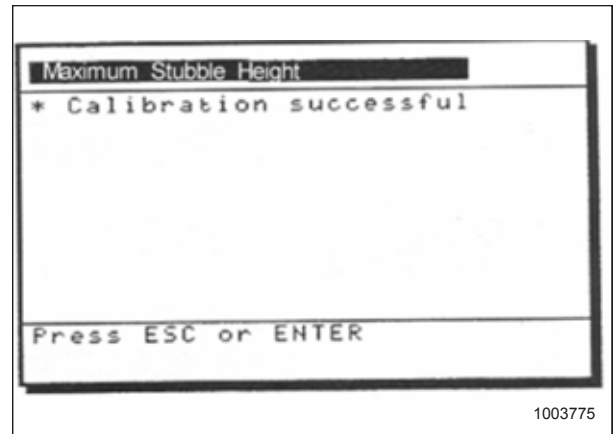 Maximum Stubble Height
* Calibration successful
Press ESC or ENTER
1003775